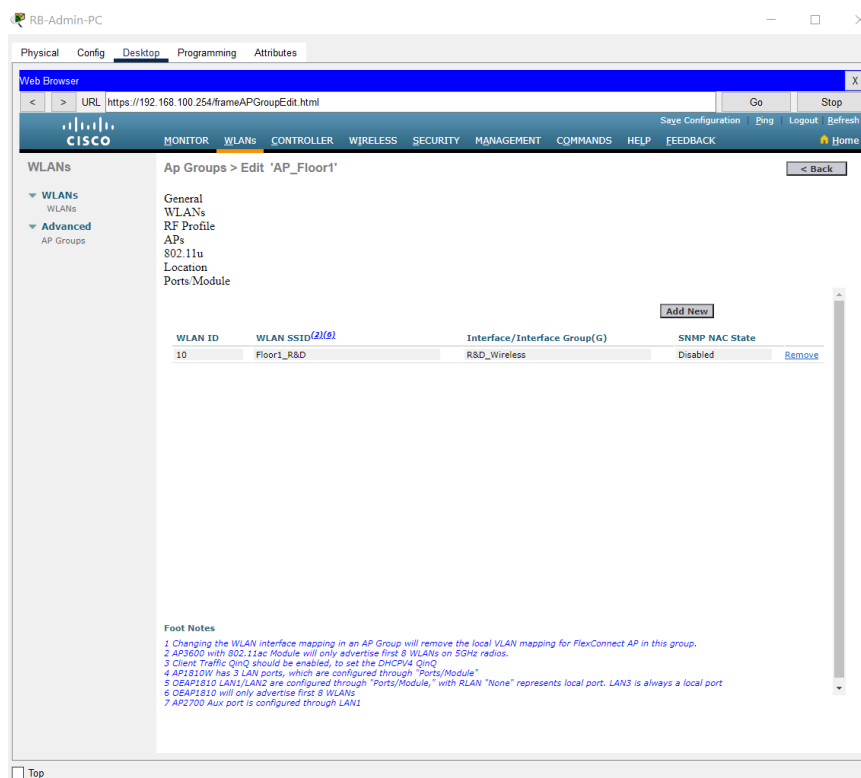 RB-Admin-PC
Physical Config Desktop Programming Attributes
Web Browser X
< > URL https://192.168.100.254/frameAPGroupEdit.html Go Stop
Save Configuration | Ping | Logout | Refresh
CISCO MONITOR WLANs CONTROLLER WIRELESS SECURITY MANAGEMENT COMMANDS HELP FEEDBACK Home
WLANs
WLANs
WLANs
Advanced
AP Groups
Ap Groups > Edit 'AP_Floor1' < Back
General
WLANs
RF Profile
APs
802.11u
Location
Ports/Module
Add New
WLAN ID WLAN SSID(2)(6) Interface/Interface Group(G) SNMP NAC State
10 Floor1_R&D R&D_Wireless Disabled Remove
Foot Notes
1 Changing the WLAN interface mapping in an AP Group will remove the local VLAN mapping for FlexConnect AP in this group.
2 AP3600 with 802.11ac Module will only advertise first 8 WLANs on 5GHz radios.
3 Client Traffic QinQ should be enabled, to set the DHCPV4 QinQ
4 AP1810W has 3 LAN ports, which are configured through "Ports/Module"
5 OEAP1810 LAN1/LAN2 are configured through "Ports/Module," with RLAN "None" represents local port. LAN3 is always a local port
6 OEAP1810 will only advertise first 8 WLANs
7 AP2700 Aux port is configured through LAN1
Top